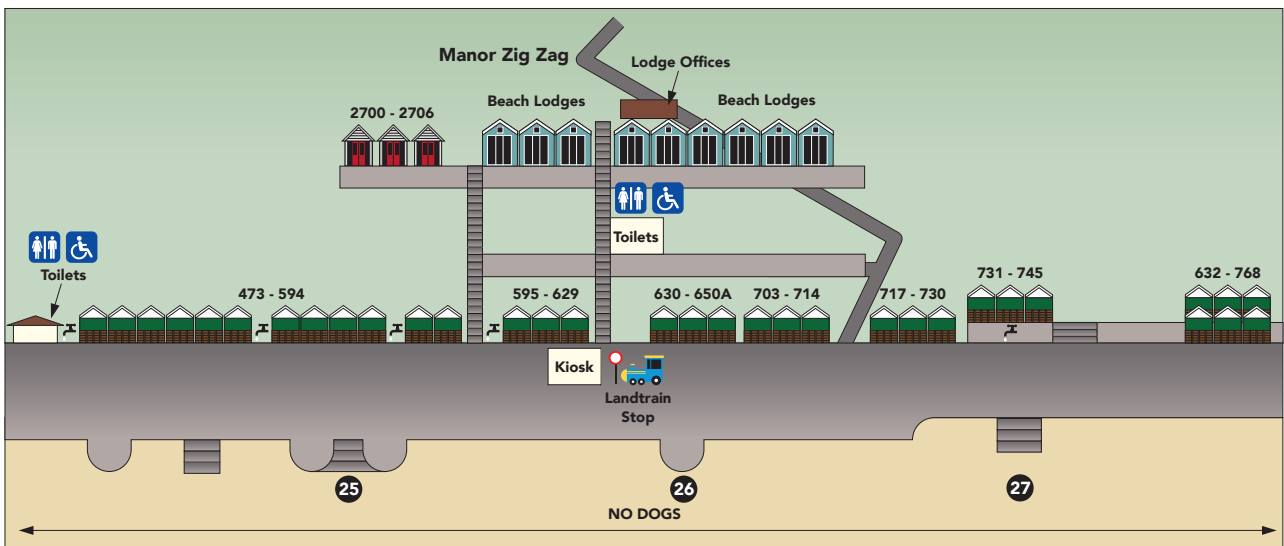 Manor Zig Zag
Lodge Offices
Beach Lodges
Beach Lodges
2700 - 2706
Toilets
Toilets
473 - 594
595 - 629
630 - 650A
703 - 714
717 - 730
731 - 745
632 - 768
Kiosk
Landtrain
Stop
25
26
27
NO DOGS